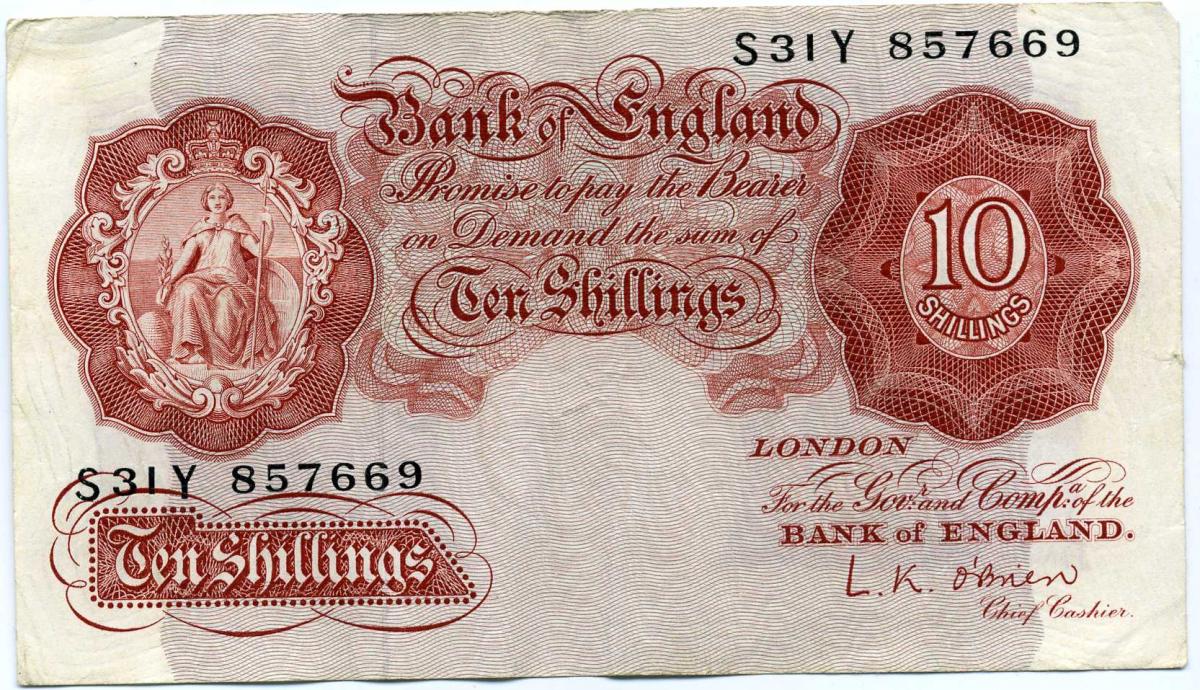 S31Y 857669
Bank of England
Promise to pay the Bearer
on Demand the sum of
Ten Shillings
10
SHILLINGS
S31Y 857669
Ten Shillings
LONDON
For the Govr. and Compa. of the
BANK of ENGLAND.
L. K. O'Brien
Chief Cashier.